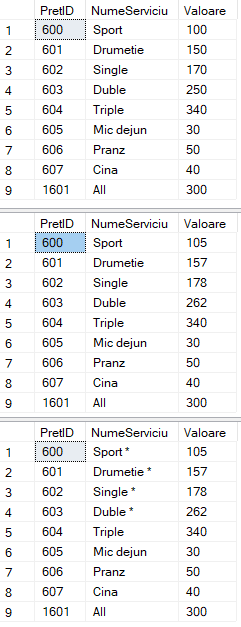 PretID NumeServiciu Valoare
1 600 Sport 100
2 601 Drumetie 150
3 602 Single 170
4 603 Duble 250
5 604 Triple 340
6 605 Mic dejun 30
7 606 Pranz 50
8 607 Cina 40
9 1601 All 300
PretID NumeServiciu Valoare
1 600 Sport 105
2 601 Drumetie 157
3 602 Single 178
4 603 Duble 262
5 604 Triple 340
6 605 Mic dejun 30
7 606 Pranz 50
8 607 Cina 40
9 1601 All 300
PretID NumeServiciu Valoare
1 600 Sport * 105
2 601 Drumetie * 157
3 602 Single * 178
4 603 Duble * 262
5 604 Triple 340
6 605 Mic dejun 30
7 606 Pranz 50
8 607 Cina 40
9 1601 All 300